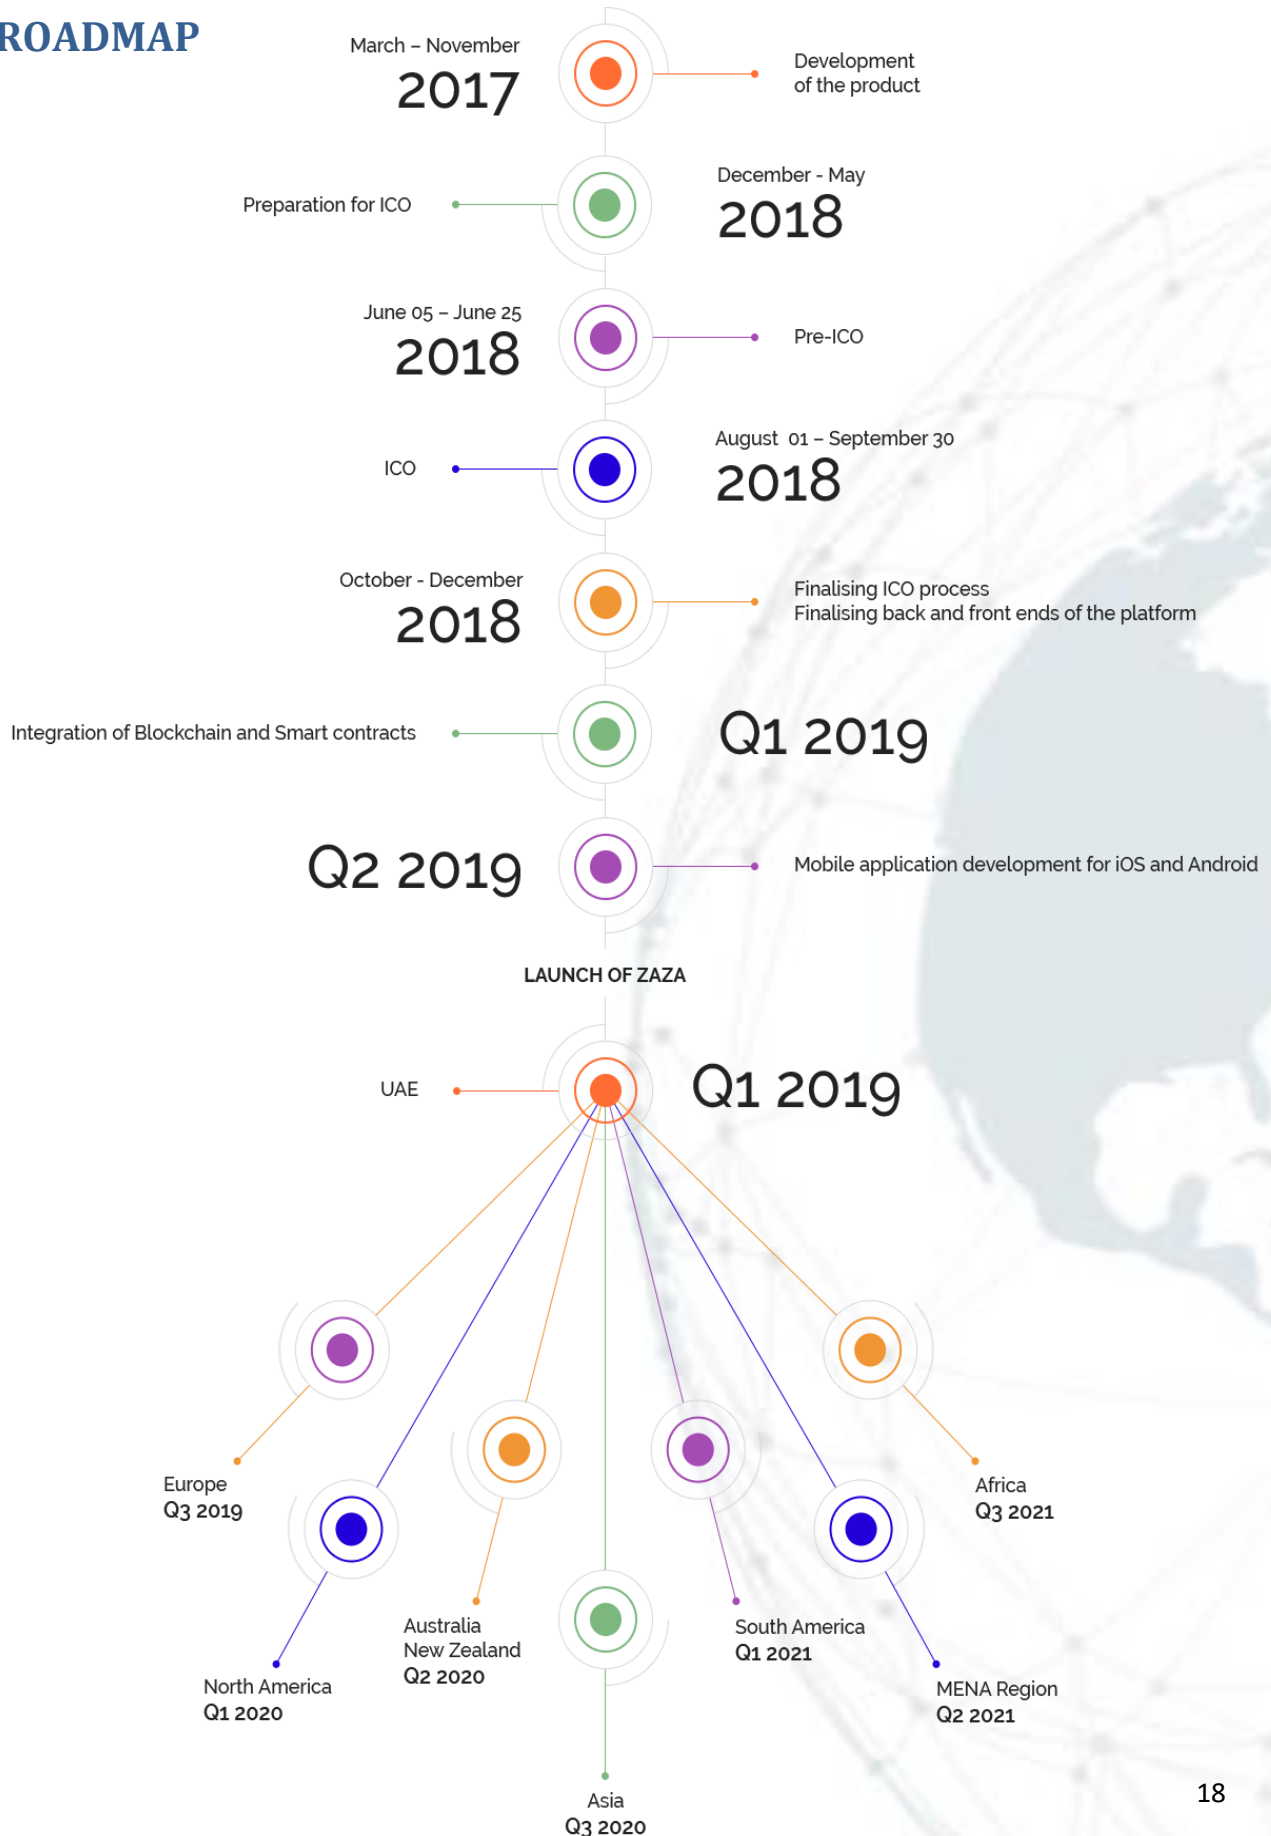 ROADMAP
March – November
2017
Development
of the product
Preparation for ICO
December - May
2018
June 05 – June 25
2018
Pre-ICO
ICO
August  01 – September 30
2018
October - December
2018
Finalising ICO process
Finalising back and front ends of the platform
Integration of Blockchain and Smart contracts
Q1 2019
Q2 2019
Mobile application development for iOS and Android
LAUNCH OF ZAZA
UAE
Q1 2019
Europe
Q3 2019
North America
Q1 2020
Australia
New Zealand
Q2 2020
Asia
Q3 2020
South America
Q1 2021
MENA Region
Q2 2021
Africa
Q3 2021
18